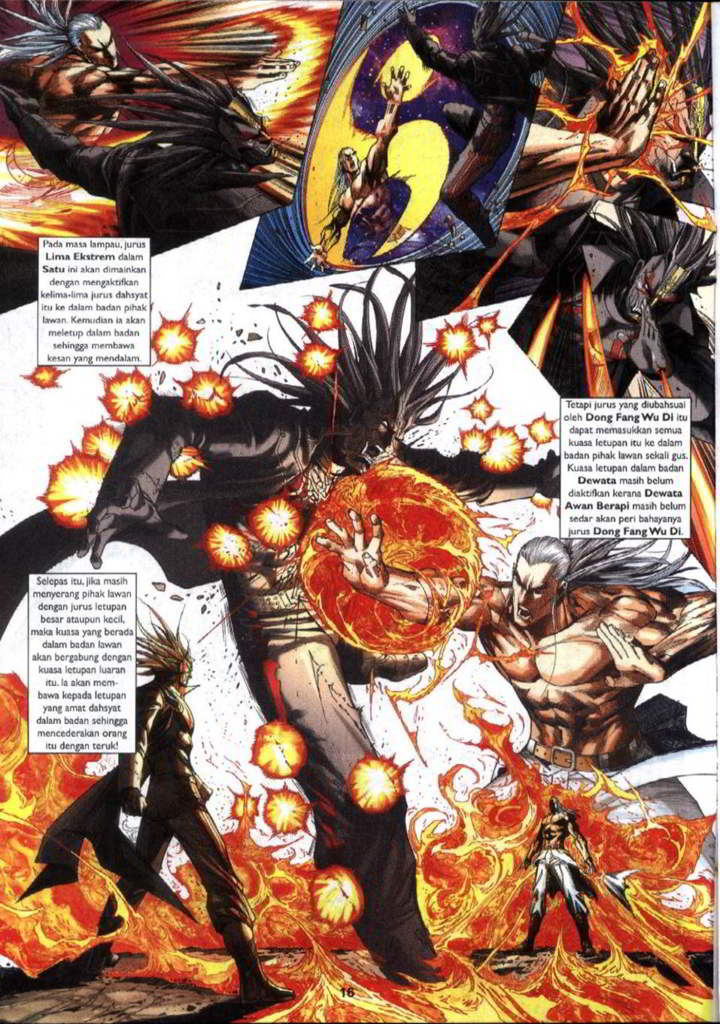 Pada masa lampau, jurus
Lima Ekstrem dalam
Satu ini akan dimainkan
dengan mengaktifkan
kelima-lima jurus dahsyat
itu ke dalam badan pihak
lawan. Kemudian ia akan
meletup dalam badan
sehingga membawa
kesan yang mendalam.
Tetapi jurus yang diubahsuai
oleh Dong Fang Wu Di itu
dapat memasukkan semua
kuasa letupan itu ke dalam
badan pihak lawan sekali gus.
Kuasa letupan dalam badan
Dewata masih belum
diaktifkan kerana Dewata
Awan Berapi masih belum
sedar akan peri bahayanya
jurus Dong Fang Wu Di.
Selepas itu, jika masih
menyerang pihak lawan
dengan jurus letupan
besar ataupun kecil,
maka kuasa yang berada
dalam badan lawan
akan bergabung dengan
kuasa letupan luaran
itu. Ia akan mem-
bawa kepada letupan
yang amat dahsyat
dalam badan sehingga
mencederakan orang
itu dengan teruk!
16